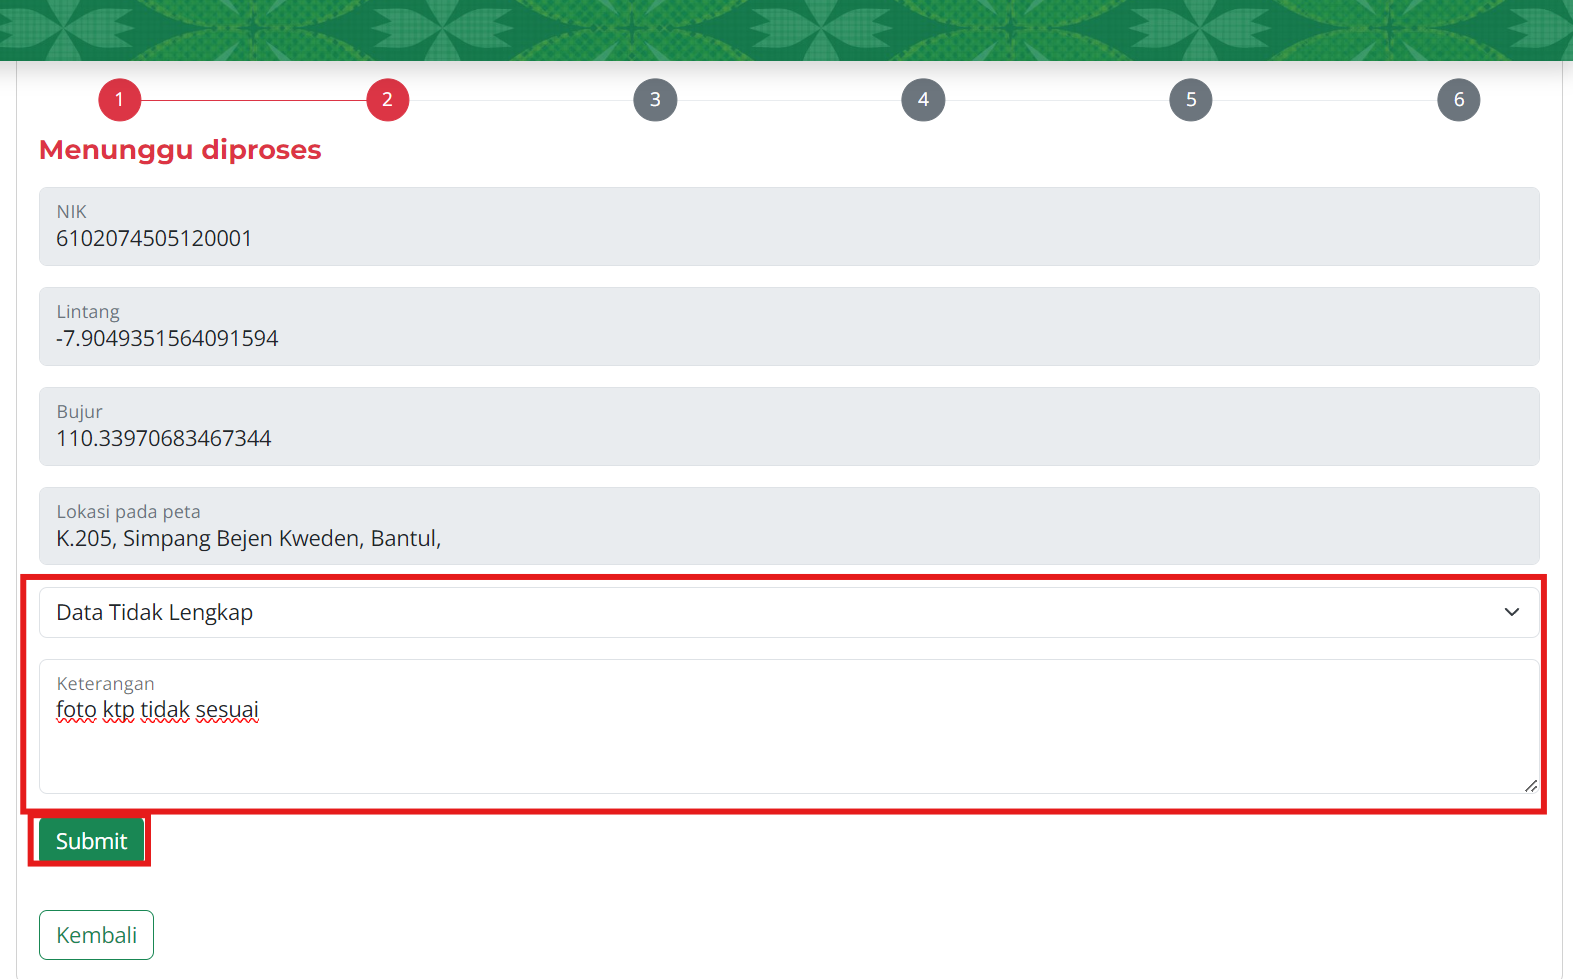 1 2 3 4 5 6
Menunggu diproses
NIK
6102074505120001
Lintang
-7.9049351564091594
Bujur
110.33970683467344
Lokasi pada peta
K.205, Simpang Bejen Kweden, Bantul,
Data Tidak Lengkap
Keterangan
foto ktp tidak sesuai
Submit
Kembali